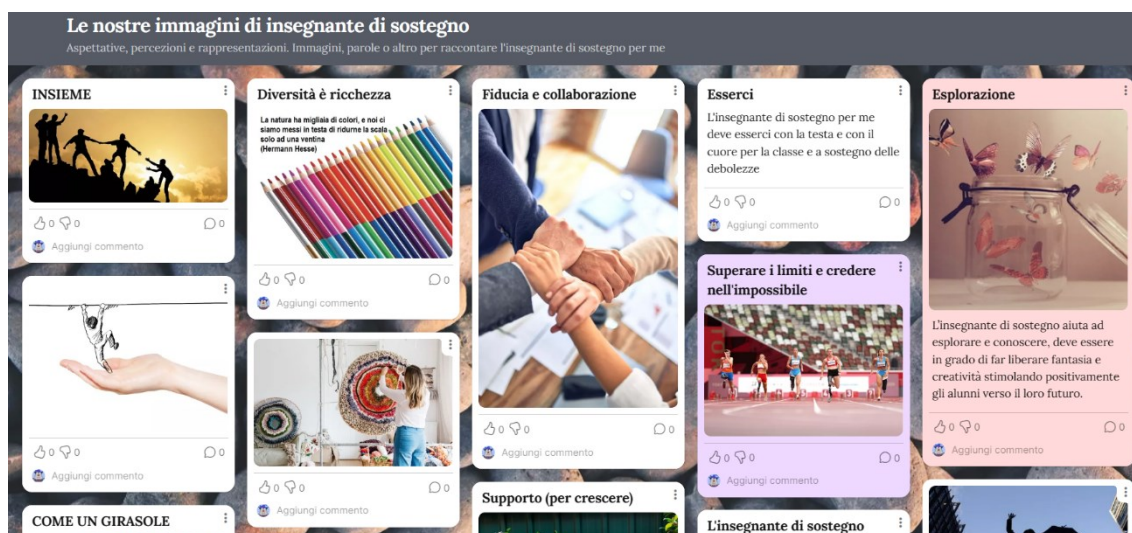 Le nostre immagini di insegnante di sostegno
Aspettative, percezioni e rappresentazioni. Immagini, parole o altro per raccontare l'insegnante di sostegno per me
INSIEME
0 0 0
Aggiungi commento
0 0 0
Aggiungi commento
COME UN GIRASOLE
Diversità è ricchezza
La natura ha migliaia di colori, e noi ci
siamo messi in testa di ridurne la scala
solo ad una ventina
(Hermann Hesse)
0 0 0
Aggiungi commento
0 0 0
Aggiungi commento
Fiducia e collaborazione
0 0 0
Aggiungi commento
Supporto (per crescere)
Esserci
L'insegnante di sostegno per me
deve esserci con la testa e con il
cuore per la classe e a sostegno delle
debolezze
0 0 0
Aggiungi commento
Superare i limiti e credere
nell'impossibile
0 0 0
Aggiungi commento
L'insegnante di sostegno
Esplorazione
L'insegnante di sostegno aiuta ad
esplorare e conoscere, deve essere
in grado di far liberare fantasia e
creatività stimolando positivamente
gli alunni verso il loro futuro.
0 0 0
Aggiungi commento